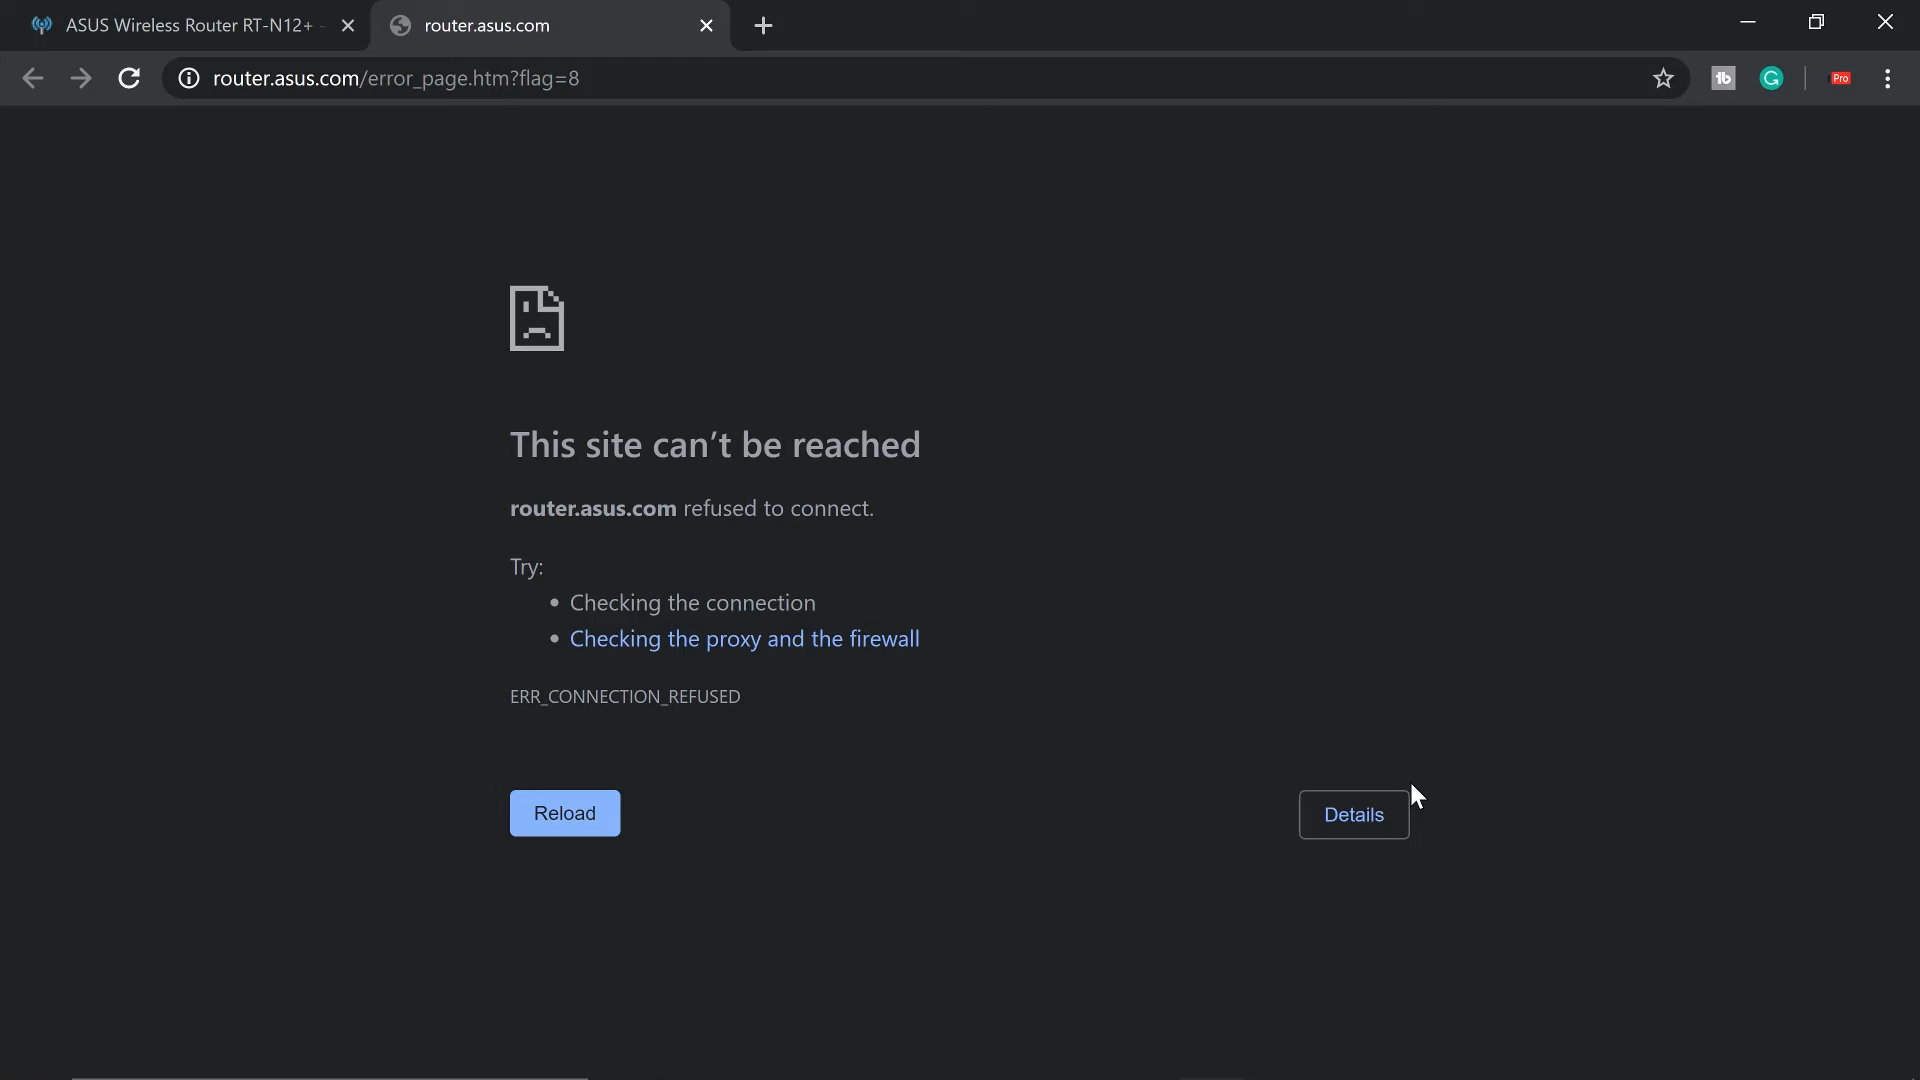 ASUS Wireless Router RT-N12+ -
router.asus.com
router.asus.com/error_page.htm?flag=8
tb
G
Pro
This site can’t be reached
router.asus.com refused to connect.
Try:
• Checking the connection
• Checking the proxy and the firewall
ERR_CONNECTION_REFUSED
Reload
Details